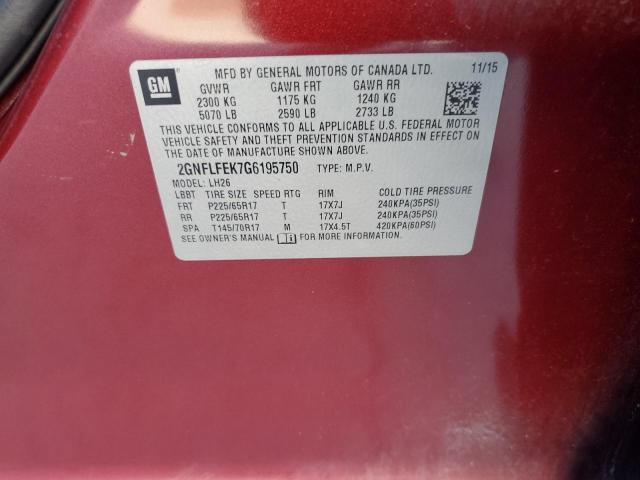 GM
MFD BY GENERAL MOTORS OF CANADA LTD. 11/15
GVWR GAWR FRT GAWR RR
2300 KG 1175 KG 1240 KG
5070 LB 2590 LB 2733 LB
THIS VEHICLE CONFORMS TO ALL APPLICABLE U.S. FEDERAL MOTOR
VEHICLE SAFETY AND THEFT PREVENTION STANDARDS IN EFFECT ON THE
DATE OF MANUFACTURE SHOWN ABOVE.
2GNFLFEK7G6195750 TYPE: M.P.V.
MODEL: LH26
LBBT TIRE SIZE SPEED RTG RIM COLD TIRE PRESSURE
FRT P225/65R17 T 17X7J 240KPA(35PSI)
RR P225/65R17 T 17X7J 240KPA(35PSI)
SPA T145/70R17 M 17X4.5T 420KPA(60PSI)
SEE OWNER'S MANUAL FOR MORE INFORMATION.